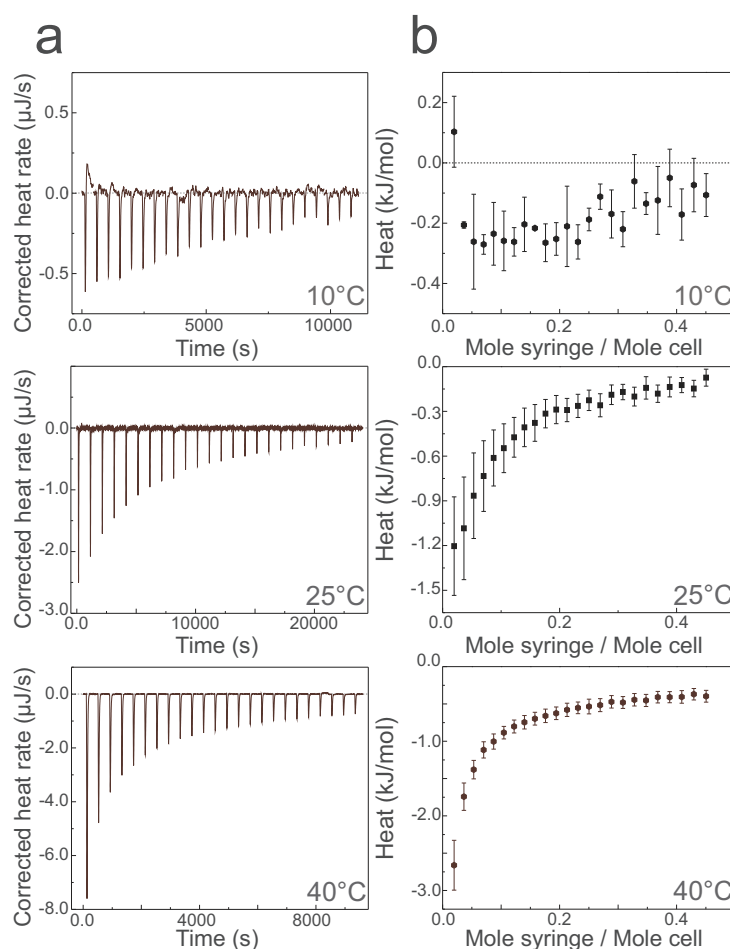 a
b
Corrected heat rate (µJ/s)
0.5
0.0
-0.5
0.0
5000
10000
Time (s)
10°C
Heat (kJ/mol)
0.2
0.0
-0.2
-0.4
-0.6
0.0
0.2
0.4
Mole syringe / Mole cell
10°C
Corrected heat rate (µJ/s)
0.0
-1.0
-2.0
-3.0
0.0
10000
20000
Time (s)
25°C
Heat (kJ/mol)
0.0
-0.3
-0.6
-0.9
-1.2
-1.5
0.0
0.2
0.4
Mole syringe / Mole cell
25°C
Corrected heat rate (µJ/s)
0.0
-2.0
-4.0
-6.0
-8.0
0.0
4000
8000
Time (s)
40°C
Heat (kJ/mol)
0.0
-1.0
-2.0
-3.0
0.0
0.2
0.4
Mole syringe / Mole cell
40°C